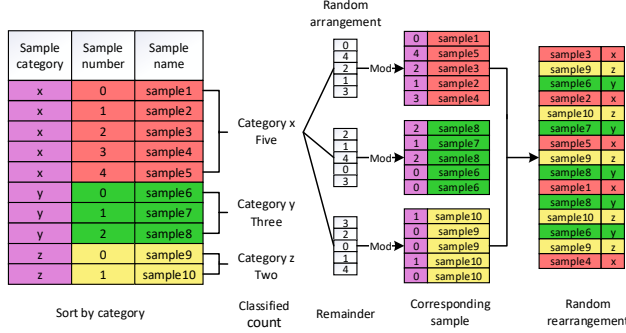 Sample category Sample number Sample name
x 0 sample1
x 1 sample2
x 2 sample3
x 3 sample4
x 4 sample5
y 0 sample6
y 1 sample7
y 2 sample8
z 0 sample9
z 1 sample10
Sort by category
Category x
Five
Category y
Three
Category z
Two
Classified
count
Random
arrangement
0
4
2
1
3
Mod
2
1
4
0
3
Mod
3
2
0
1
4
Mod
Remainder
0 sample1
4 sample5
2 sample3
1 sample2
3 sample4
2 sample8
1 sample7
2 sample8
0 sample6
0 sample6
1 sample10
0 sample9
0 sample9
1 sample10
0 sample10
Corresponding
sample
sample3 x
sample9 z
sample6 y
sample2 x
sample10 z
sample7 y
sample5 x
sample9 z
sample8 y
sample1 x
sample8 y
sample10 z
sample6 y
sample9 z
sample4 x
Random
rearrangement